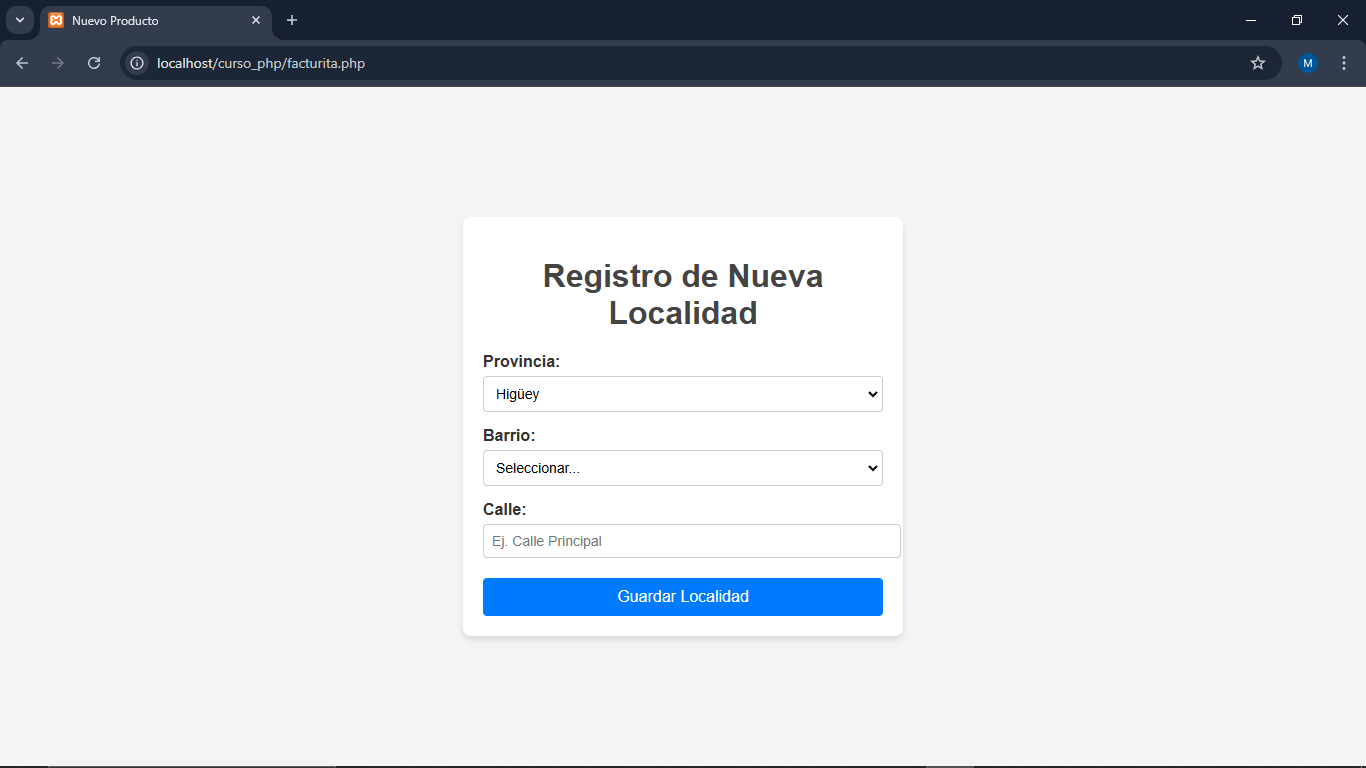 Nuevo Producto
localhost/curso_php/facturita.php
M
Registro de Nueva
Localidad
Provincia:
Higüey
Barrio:
Seleccionar...
Calle:
Ej. Calle Principal
Guardar Localidad